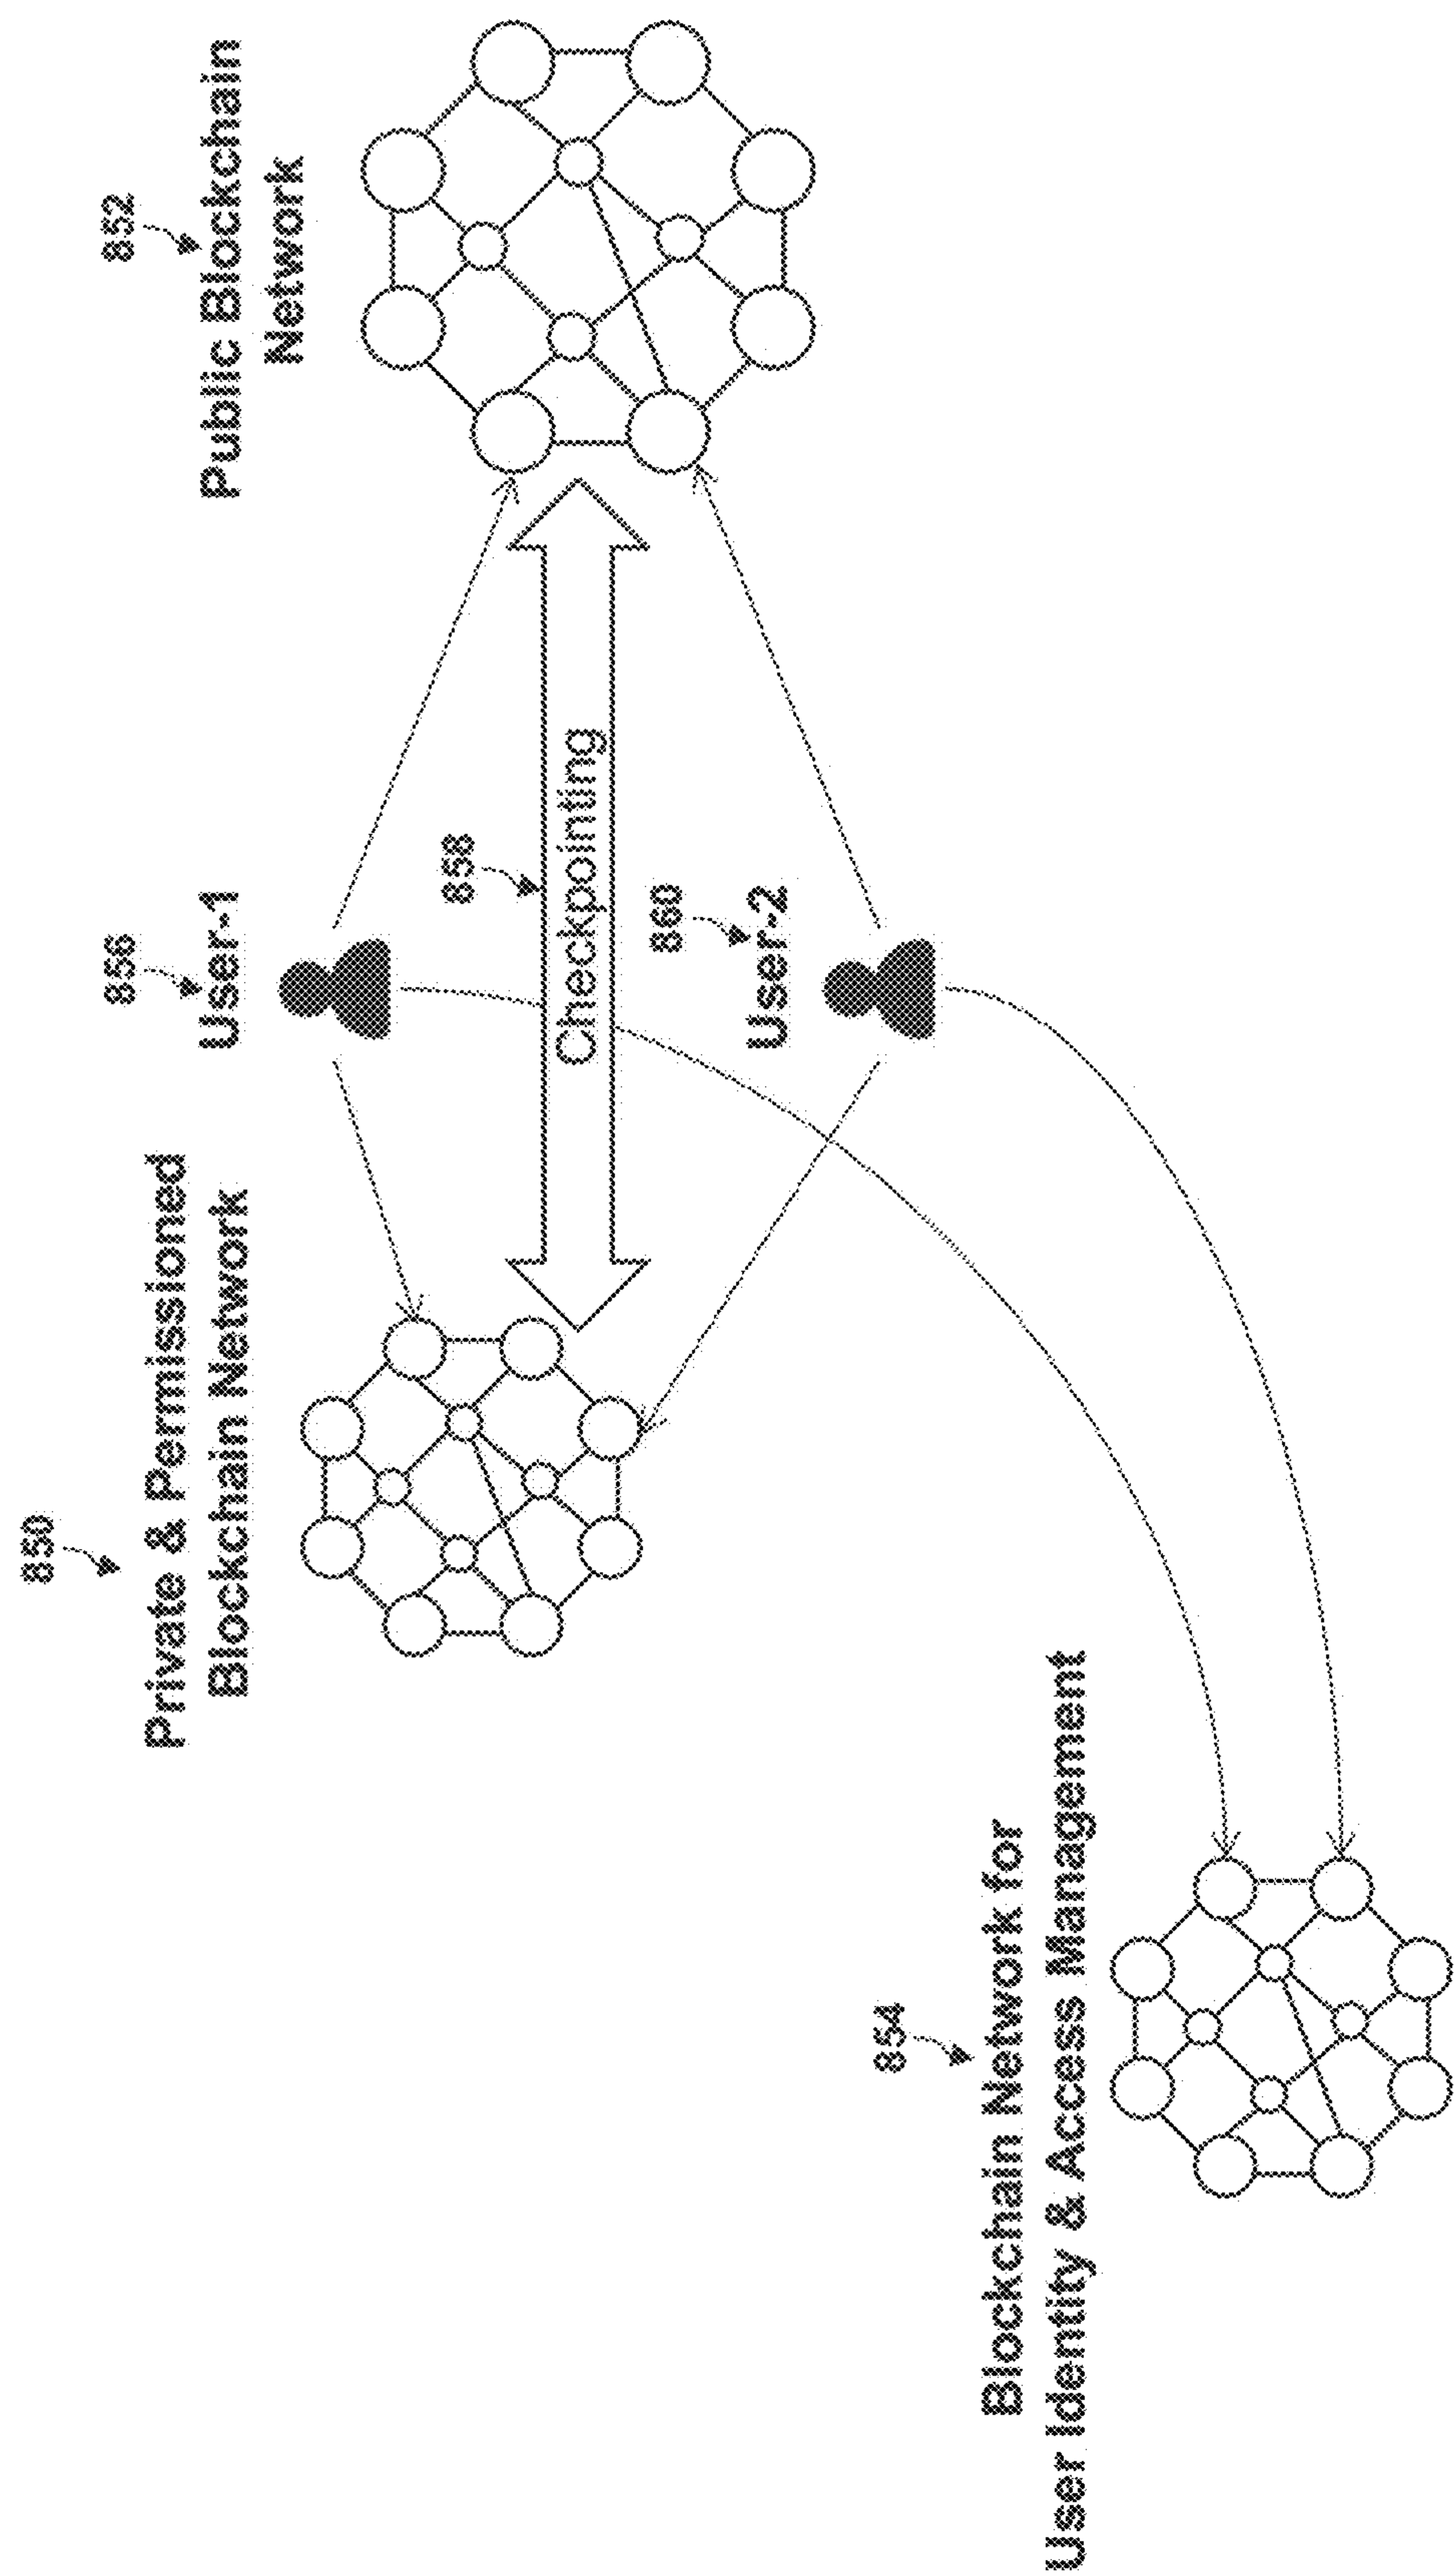 850
Private & Permissioned
Blockchain Network
856
User-1
852
Public Blockchain
Network
858
Checkpointing
860
User-2
854
Blockchain Network for
User Identity & Access Management